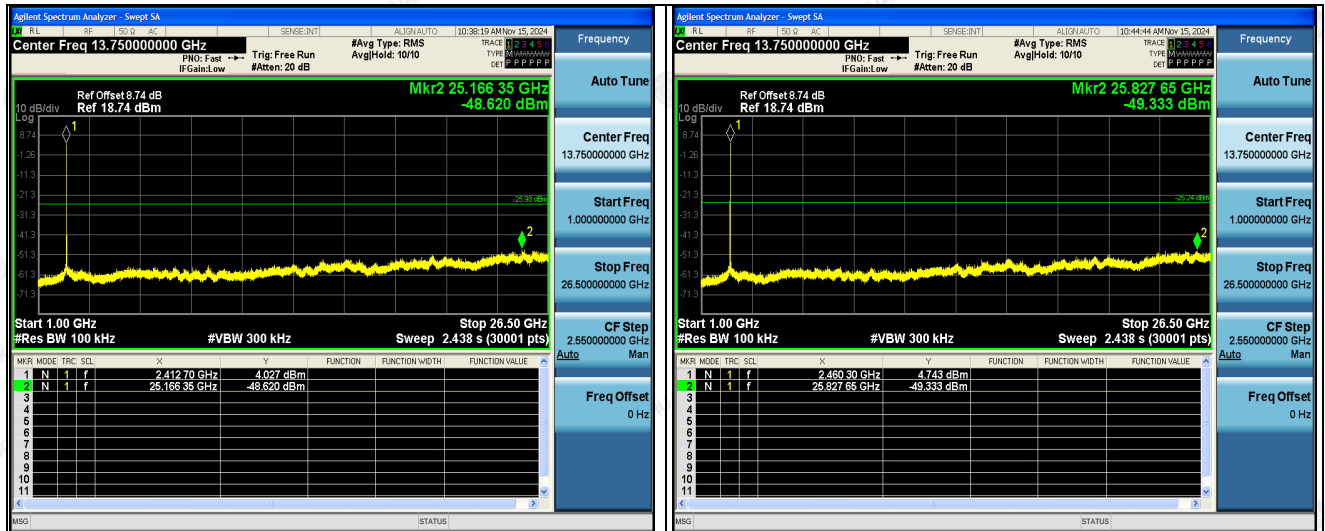 Agilent Spectrum Analyzer - Swept SA
RL RF 50 Ω AC SENSE:INT ALIGN AUTO 10:38:19 AM Nov 15, 2024
Center Freq 13.750000000 GHz
PNO: Fast
IFGain:Low
Trig: Free Run
#Atten: 20 dB
#Avg Type: RMS
Avg|Hold: 10/10
TRACE 1 2 3 4 5 6
TYPE M W W W W W
DET P P P P P P
Mkr2 25.166 35 GHz
-48.620 dBm
Ref Offset 8.74 dB
10 dB/div Ref 18.74 dBm
Log
8.74
-1.26
-11.3
-21.3
-31.3
-41.3
-51.3
-61.3
-71.3
1
-25.98 dBm
2
Start 1.00 GHz Stop 26.50 GHz
#Res BW 100 kHz #VBW 300 kHz Sweep 2.438 s (30001 pts)
MKR MODE TRC SCL X Y FUNCTION FUNCTION WIDTH FUNCTION VALUE
1 N 1 f 2.412 70 GHz 4.027 dBm
2 N 1 f 25.166 35 GHz -48.620 dBm
3
4
5
6
7
8
9
10
11
MSG STATUS
Frequency
Auto Tune
Center Freq
13.750000000 GHz
Start Freq
1.000000000 GHz
Stop Freq
26.500000000 GHz
CF Step
2.550000000 GHz
Auto Man
Freq Offset
0 Hz
Agilent Spectrum Analyzer - Swept SA
RL RF 50 Ω AC SENSE:INT ALIGN AUTO 10:44:44 AM Nov 15, 2024
Center Freq 13.750000000 GHz
PNO: Fast
IFGain:Low
Trig: Free Run
#Atten: 20 dB
#Avg Type: RMS
Avg|Hold: 10/10
TRACE 1 2 3 4 5 6
TYPE M W W W W W
DET P P P P P P
Mkr2 25.827 65 GHz
-49.333 dBm
Ref Offset 8.74 dB
10 dB/div Ref 18.74 dBm
Log
8.74
-1.26
-11.3
-21.3
-31.3
-41.3
-51.3
-61.3
-71.3
1
-25.24 dBm
2
Start 1.00 GHz Stop 26.50 GHz
#Res BW 100 kHz #VBW 300 kHz Sweep 2.438 s (30001 pts)
MKR MODE TRC SCL X Y FUNCTION FUNCTION WIDTH FUNCTION VALUE
1 N 1 f 2.460 30 GHz 4.743 dBm
2 N 1 f 25.827 65 GHz -49.333 dBm
3
4
5
6
7
8
9
10
11
MSG STATUS
Frequency
Auto Tune
Center Freq
13.750000000 GHz
Start Freq
1.000000000 GHz
Stop Freq
26.500000000 GHz
CF Step
2.550000000 GHz
Auto Man
Freq Offset
0 Hz